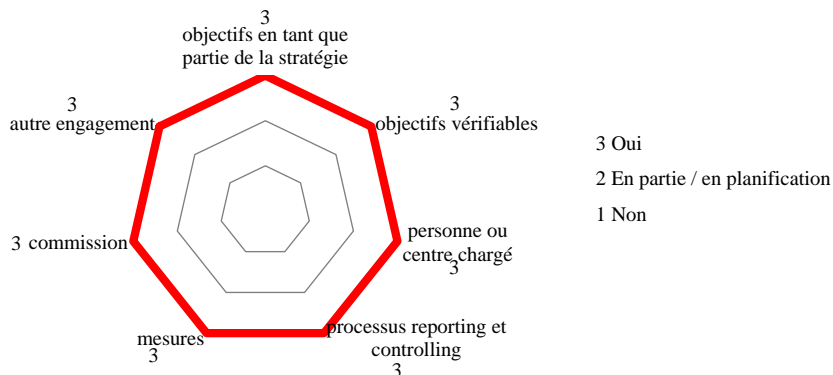 3
objectifs en tant que
partie de la stratégie
3
objectifs vérifiables
personne ou
centre chargé
3
processus reporting et
controlling
3
mesures
3
3 commission
3
autre engagement
3 Oui
2 En partie / en planification
1 Non